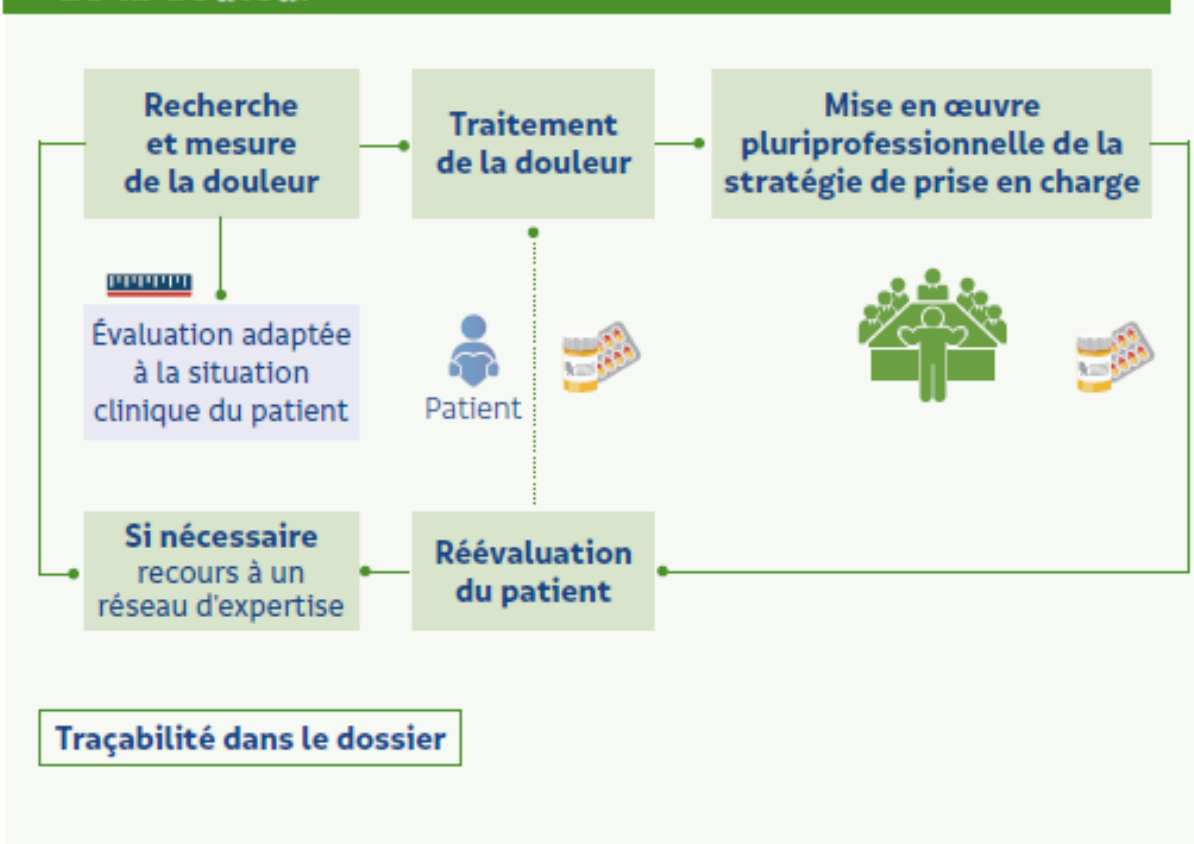 Recherche
et mesure
de la douleur
Traitement
de la douleur
Mise en œuvre
pluriprofessionnelle de la
stratégie de prise en charge
Évaluation adaptée
à la situation
clinique du patient
Patient
Si nécessaire
recours à un
réseau d'expertise
Réévaluation
du patient
Traçabilité dans le dossier